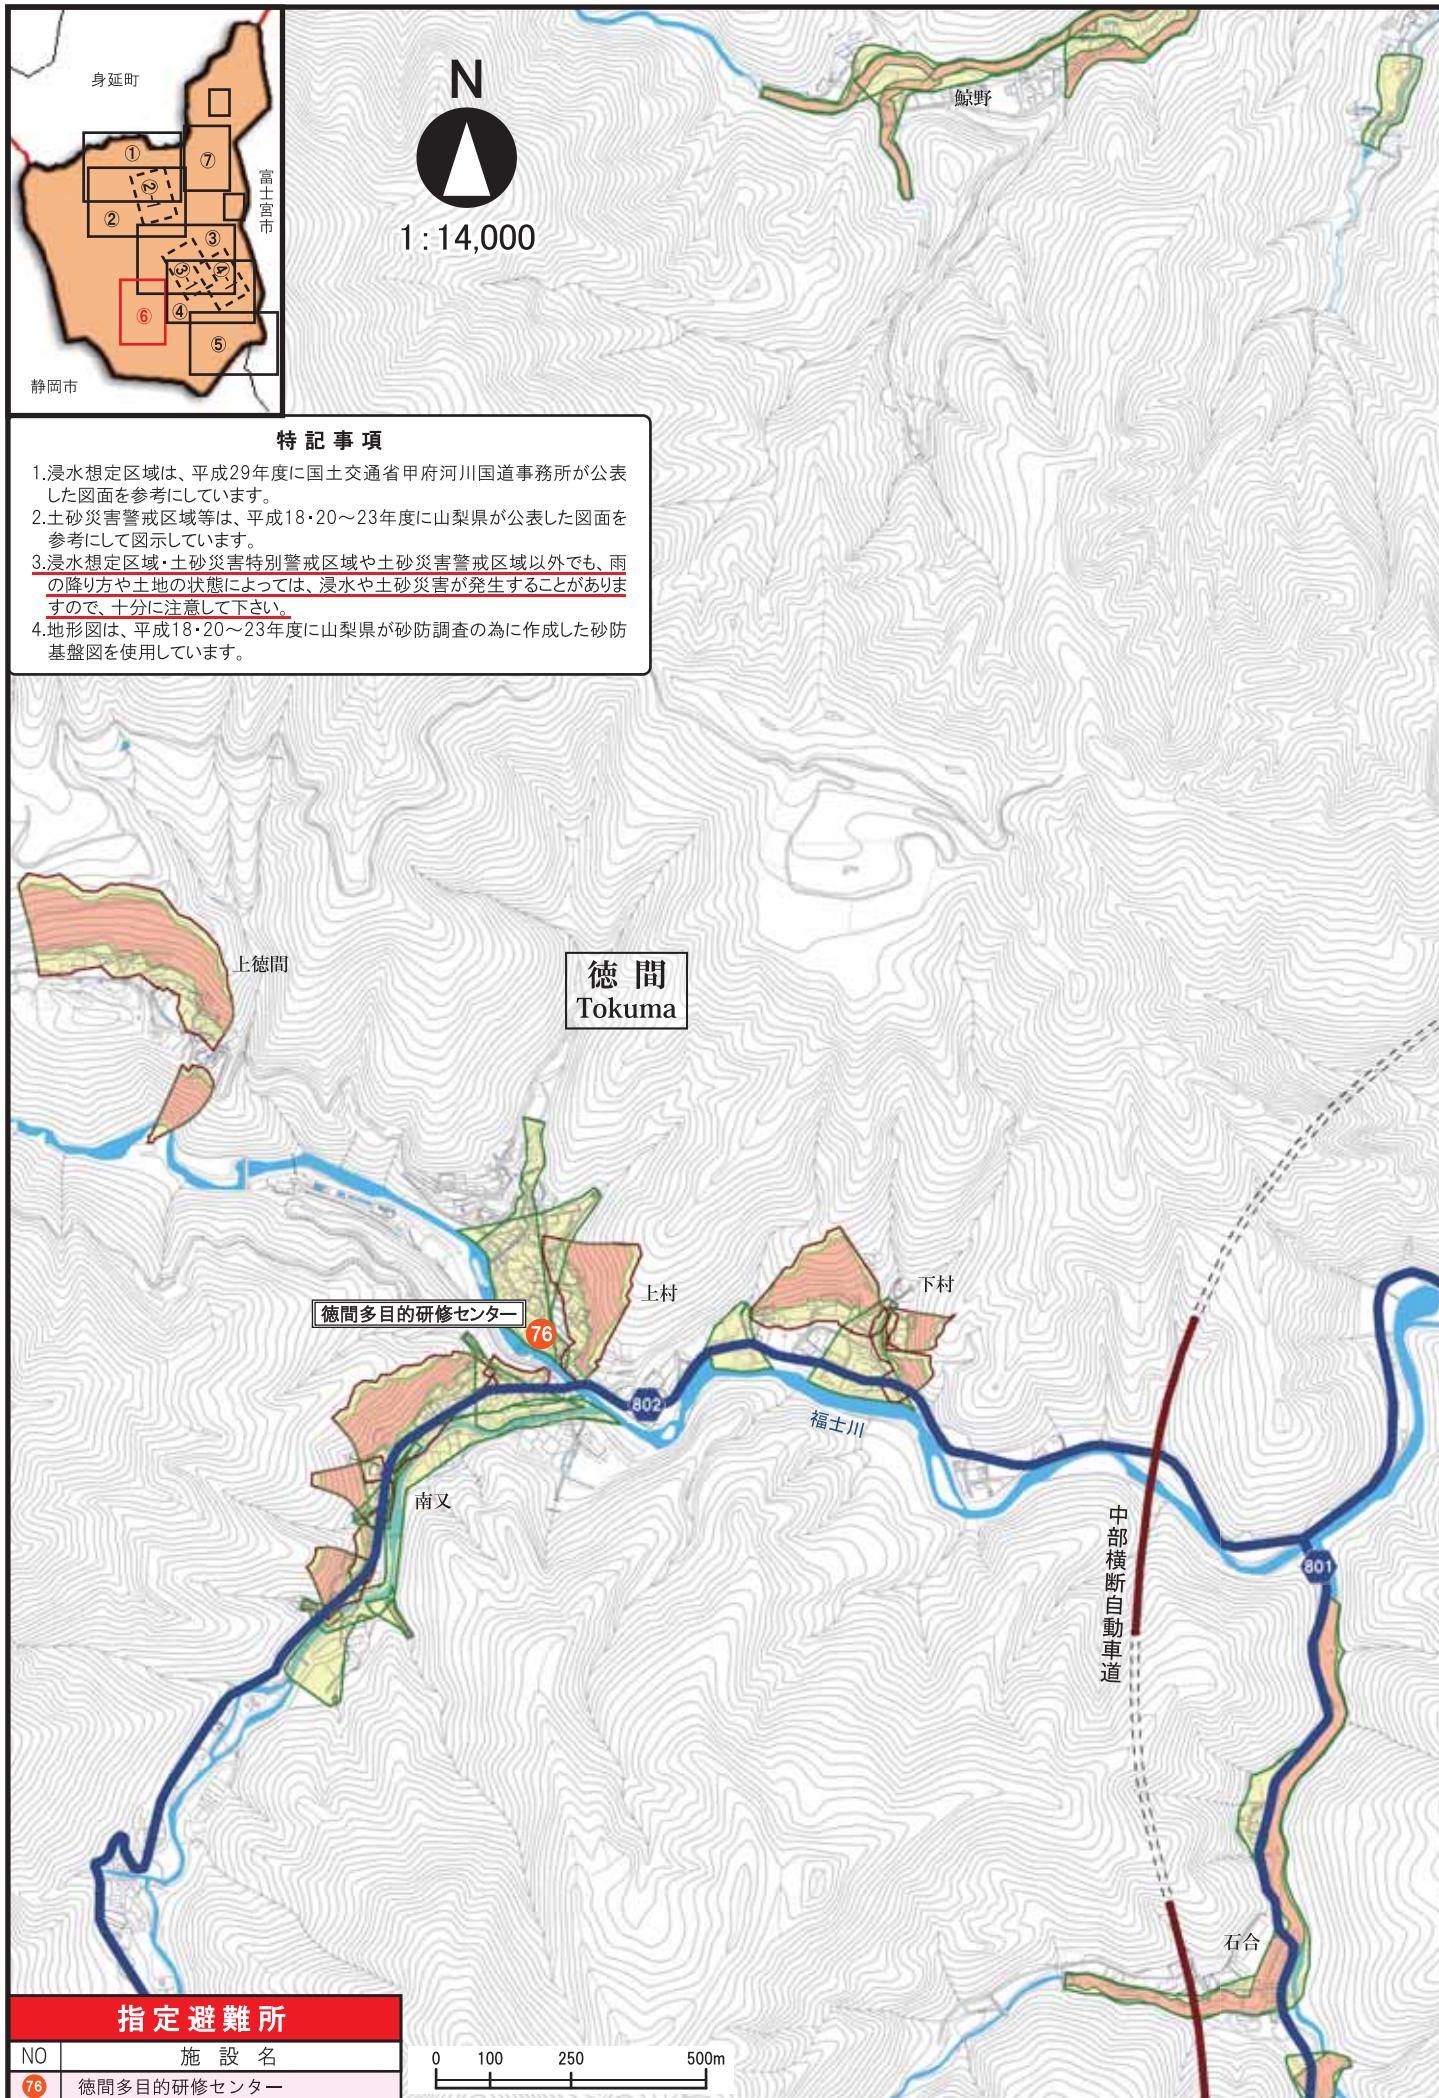 身延町
富士宮市
静岡市
①
⑦
②
②
③
③
④
④
⑥
⑤
N
1:14,000
鯨野
特記事項
1.浸水想定区域は、平成29年度に国土交通省甲府河川国道事務所が公表
した図面を参考にしています。
2.土砂災害警戒区域等は、平成18・20～23年度に山梨県が公表した図面を
参考にして図示しています。
3.浸水想定区域・土砂災害特別警戒区域や土砂災害警戒区域以外でも、雨
の降り方や土地の状態によっては、浸水や土砂災害が発生することがありま
すので、十分に注意して下さい。
4.地形図は、平成18・20～23年度に山梨県が砂防調査の為に作成した砂防
基盤図を使用しています。
上徳間
徳間
Tokuma
上村
下村
徳間多目的研修センター
76
802
福士川
南又
中部横断自動車道
801
石合
指定避難所
NO 施設名
76 徳間多目的研修センター
0 100 250 500m